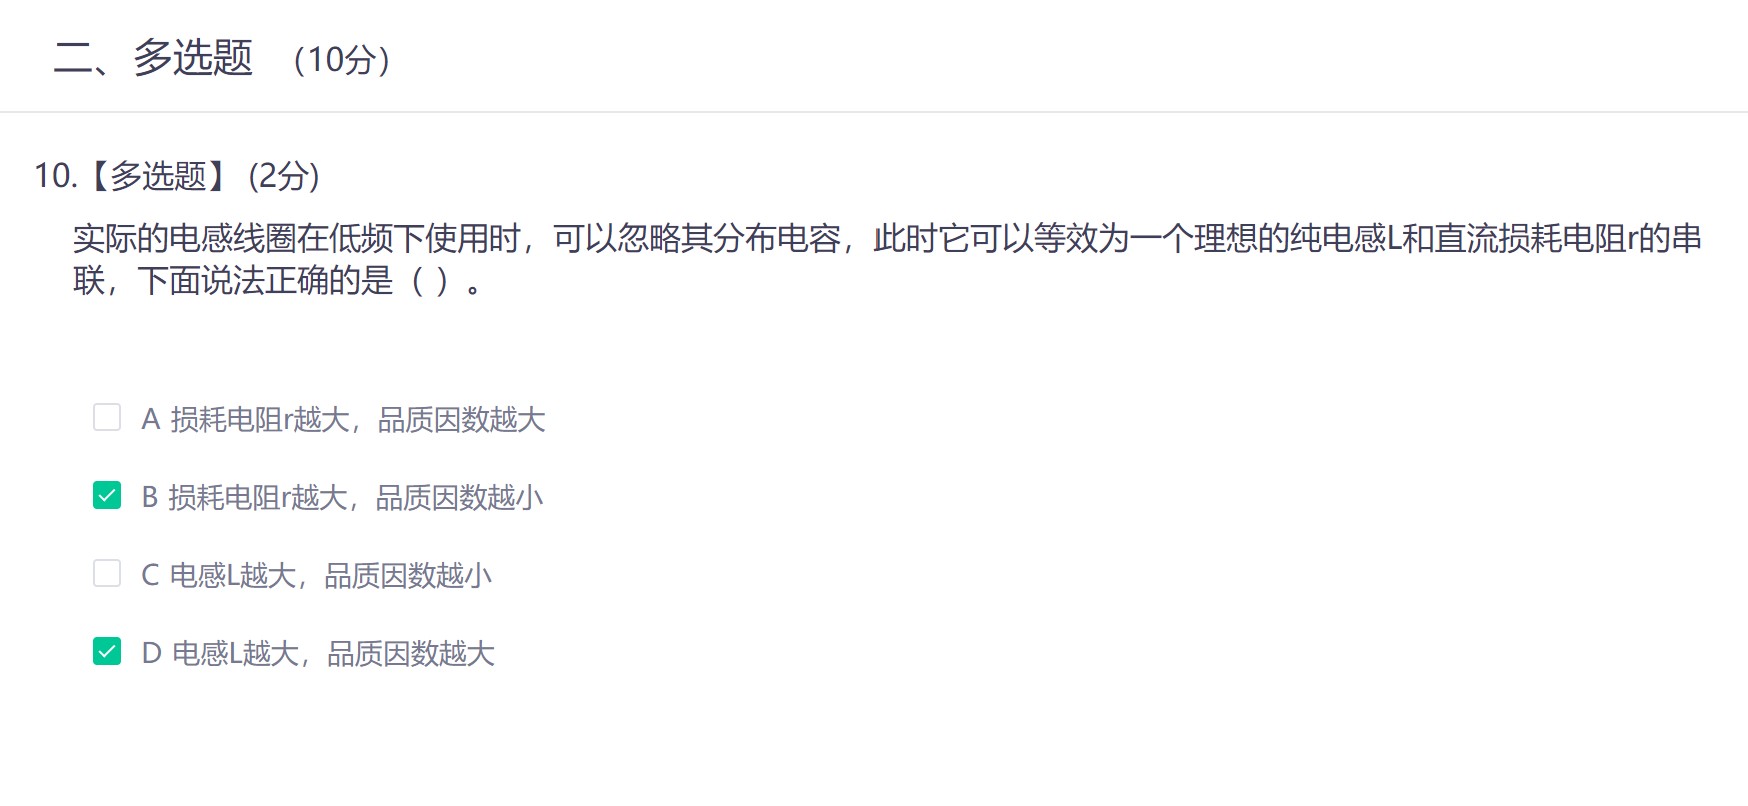 二、多选题 （10分）
10.【多选题】 (2分)
实际的电感线圈在低频下使用时，可以忽略其分布电容，此时它可以等效为一个理想的纯电感L和直流损耗电阻r的串
联，下面说法正确的是（ ）。
A 损耗电阻r越大，品质因数越大
B 损耗电阻r越大，品质因数越小
C 电感L越大，品质因数越小
D 电感L越大，品质因数越大